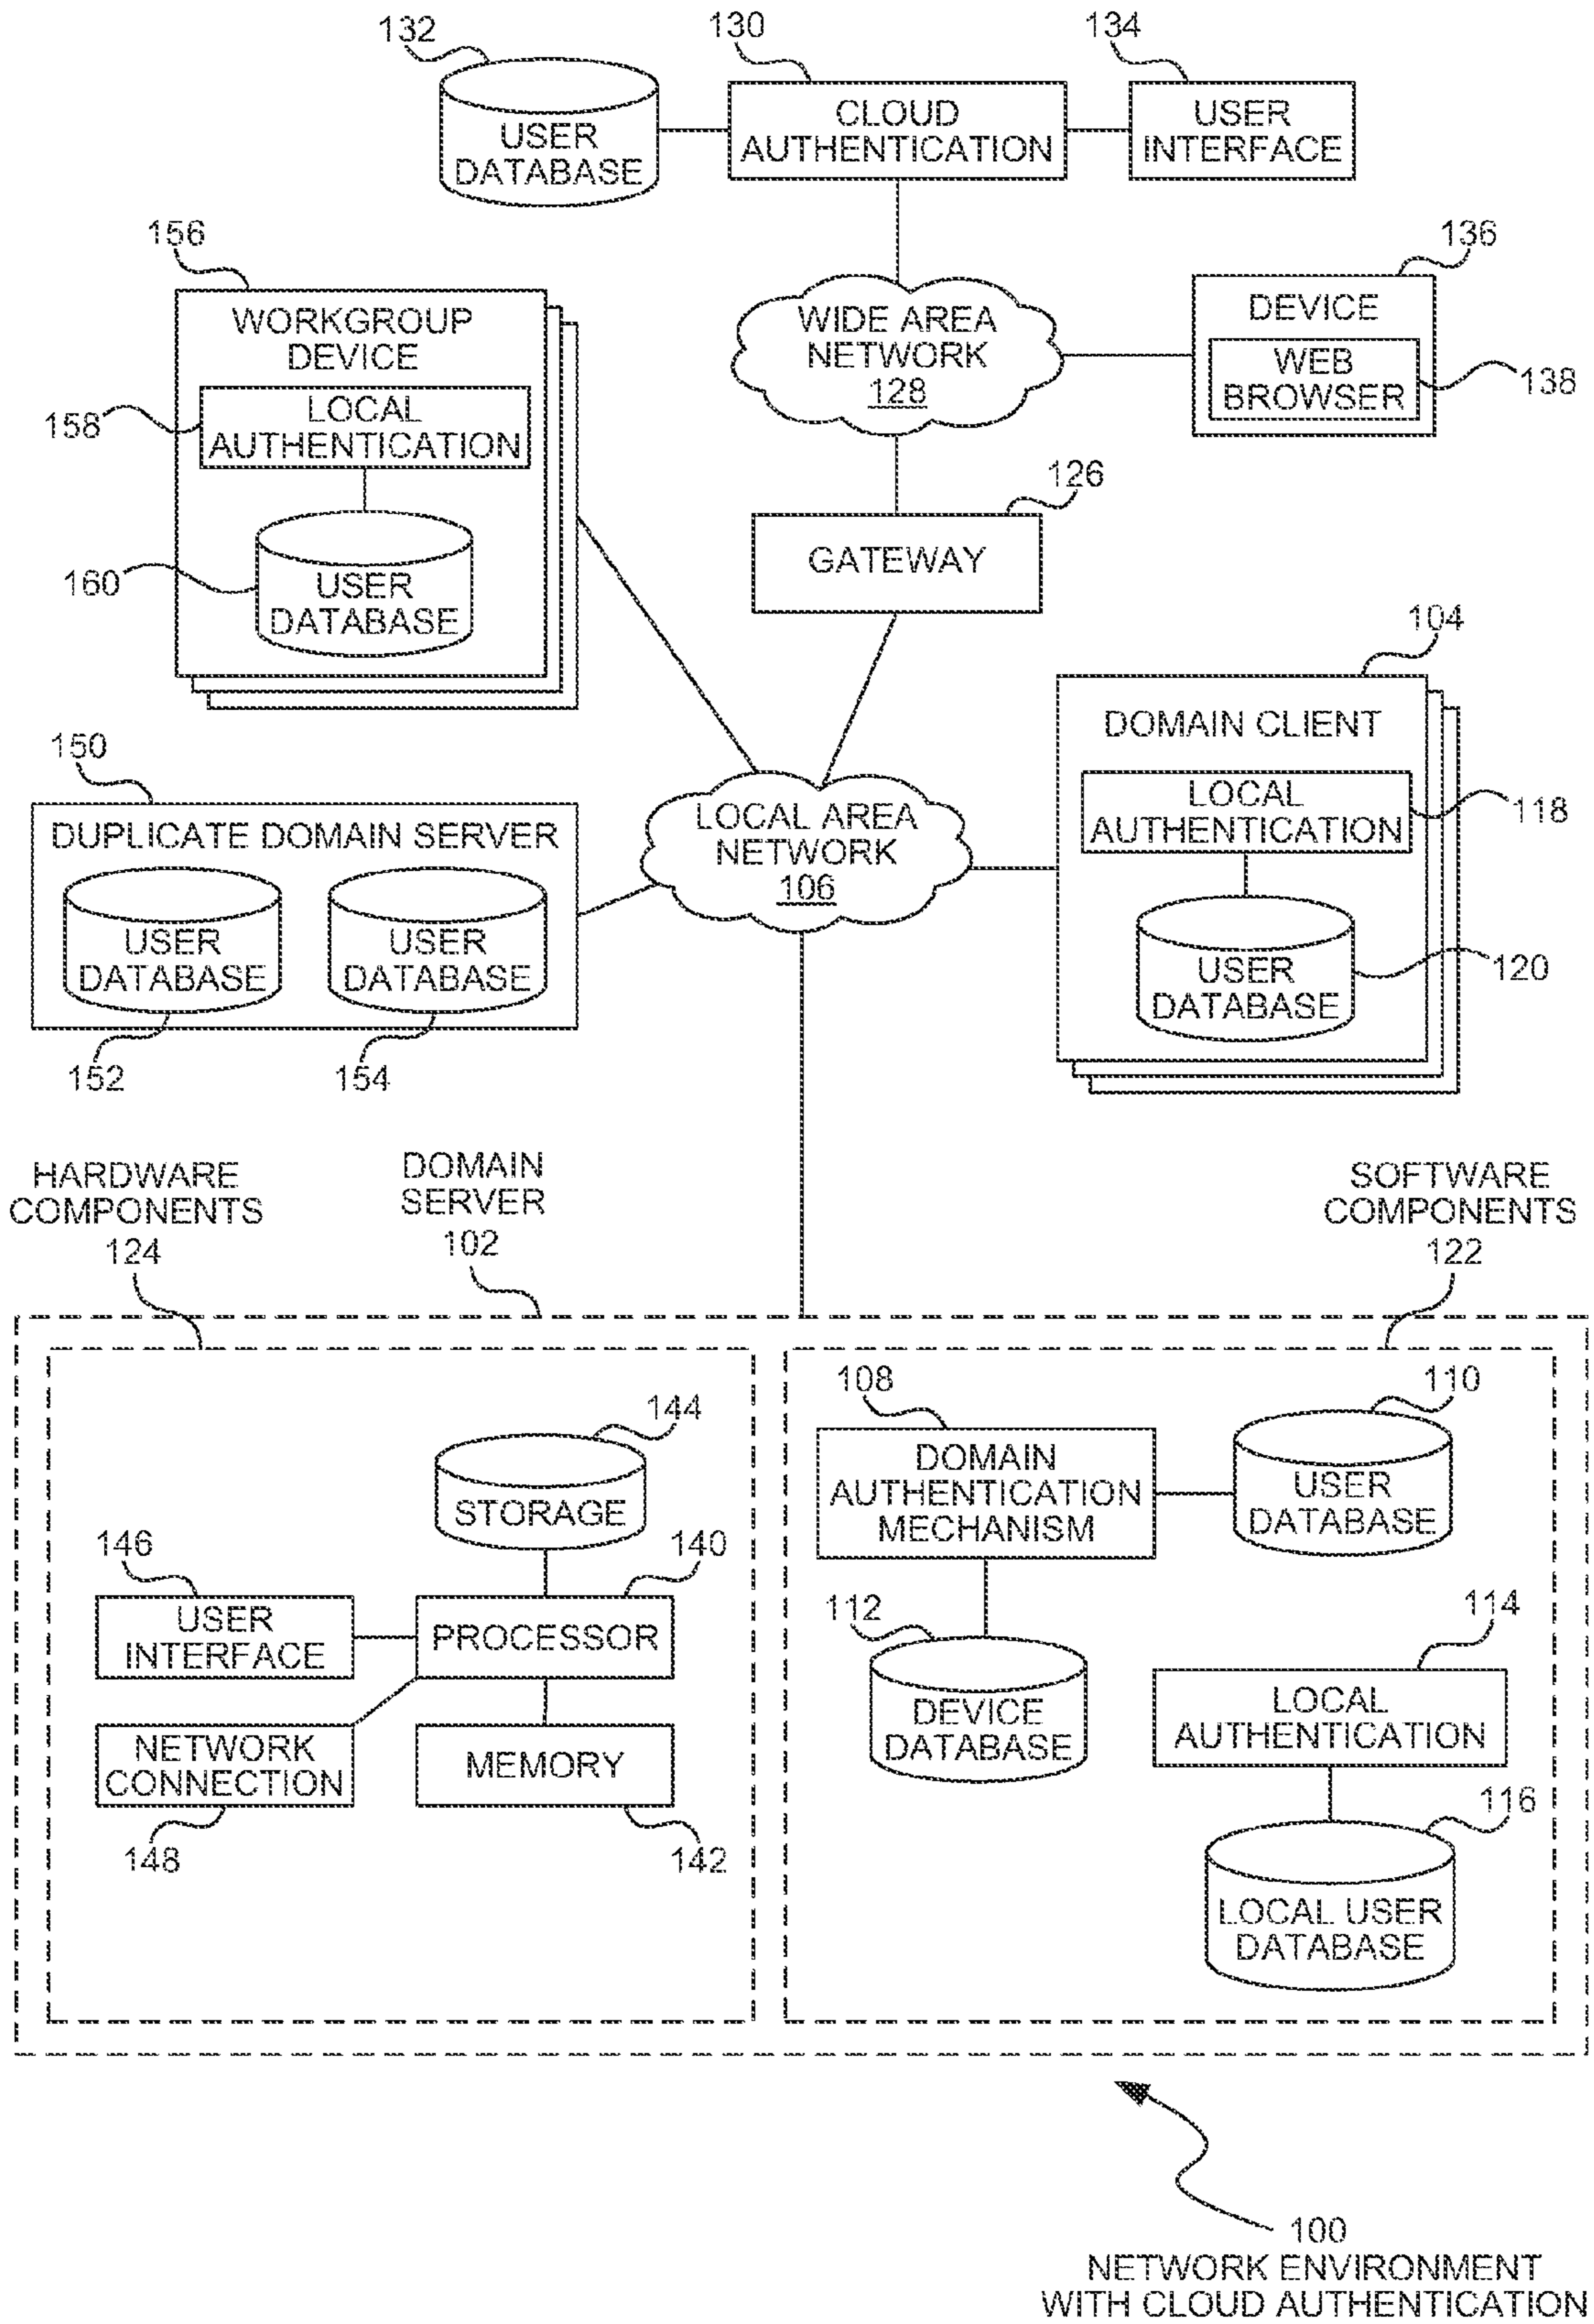 132
130
134
USER
DATABASE
CLOUD
AUTHENTICATION
USER
INTERFACE
156
136
WORKGROUP
DEVICE
WIDE AREA
NETWORK
128
DEVICE
WEB
BROWSER
138
158
LOCAL
AUTHENTICATION
126
GATEWAY
160
USER
DATABASE
104
DOMAIN CLIENT
150
DUPLICATE DOMAIN SERVER
LOCAL AREA
NETWORK
106
LOCAL
AUTHENTICATION
118
USER
DATABASE
USER
DATABASE
USER
DATABASE
120
152
154
HARDWARE
COMPONENTS
124
DOMAIN
SERVER
102
SOFTWARE
COMPONENTS
122
144
108
110
STORAGE
DOMAIN
AUTHENTICATION
MECHANISM
USER
DATABASE
146
140
USER
INTERFACE
PROCESSOR
112
114
DEVICE
DATABASE
LOCAL
AUTHENTICATION
NETWORK
CONNECTION
MEMORY
148
142
116
LOCAL USER
DATABASE
100
NETWORK ENVIRONMENT
WITH CLOUD AUTHENTICATION